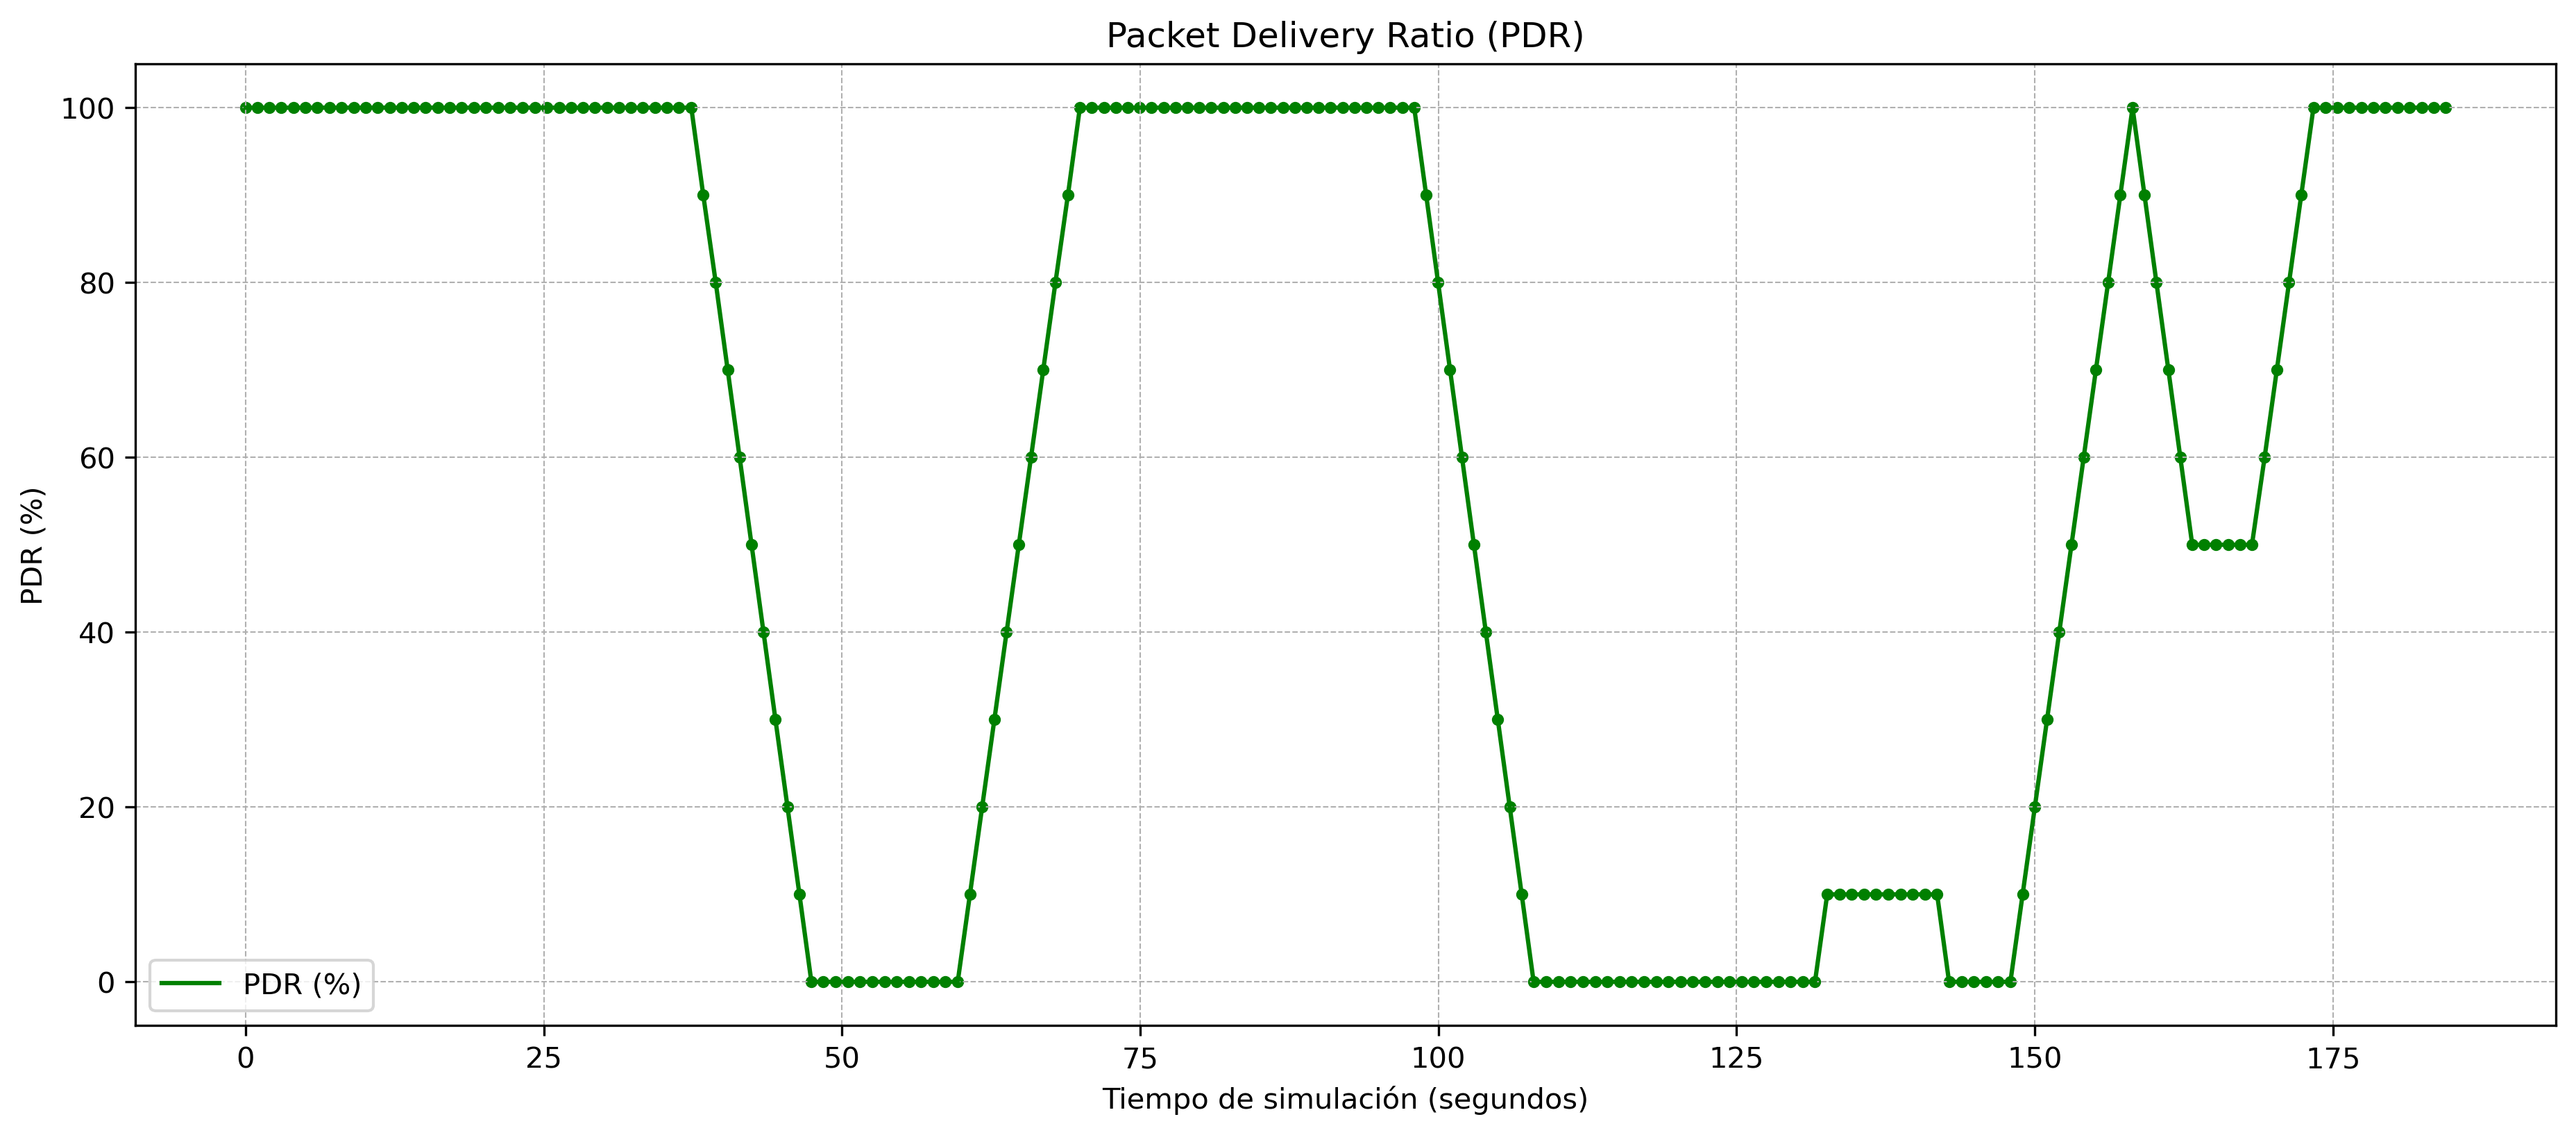 Packet Delivery Ratio (PDR)
PDR (%)
100
80
60
40
20
0
PDR (%)
0 25 50 75 100 125 150 175
Tiempo de simulación (segundos)